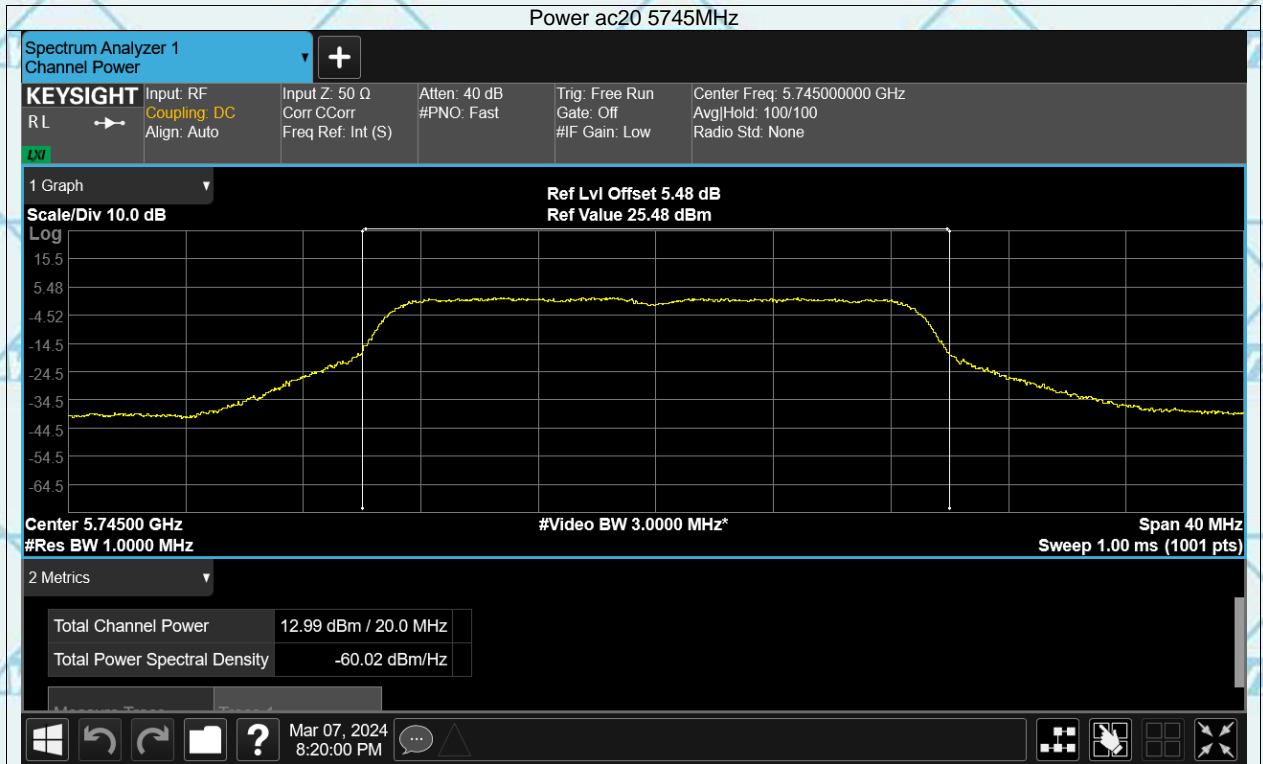 Power ac20 5745MHz
Spectrum Analyzer 1
Channel Power
KEYSIGHT
R L
LXI
Input: RF
Coupling: DC
Align: Auto
Input Z: 50 Ω
Corr CCorr
Freq Ref: Int (S)
Atten: 40 dB
#PNO: Fast
Trig: Free Run
Gate: Off
#IF Gain: Low
Center Freq: 5.745000000 GHz
Avg|Hold: 100/100
Radio Std: None
1 Graph
Scale/Div 10.0 dB
Ref Lvl Offset 5.48 dB
Ref Value 25.48 dBm
Log
15.5
5.48
-4.52
-14.5
-24.5
-34.5
-44.5
-54.5
-64.5
Center 5.74500 GHz
#Res BW 1.0000 MHz
#Video BW 3.0000 MHz*
Span 40 MHz
Sweep 1.00 ms (1001 pts)
2 Metrics
Total Channel Power 12.99 dBm / 20.0 MHz
Total Power Spectral Density -60.02 dBm/Hz
?
Mar 07, 2024
8:20:00 PM